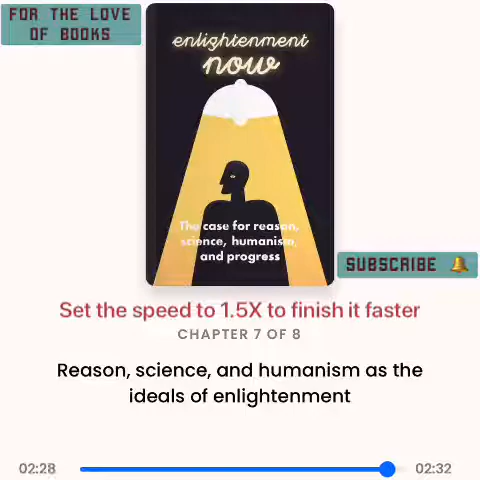 FOR THE LOVE
OF BOOKS
enlightenment
now
The case for reason,
science, humanism,
and progress
SUBSCRIBE 🔔
Set the speed to 1.5X to finish it faster
CHAPTER 7 OF 8
Reason, science, and humanism as the
ideals of enlightenment
02:28
02:32